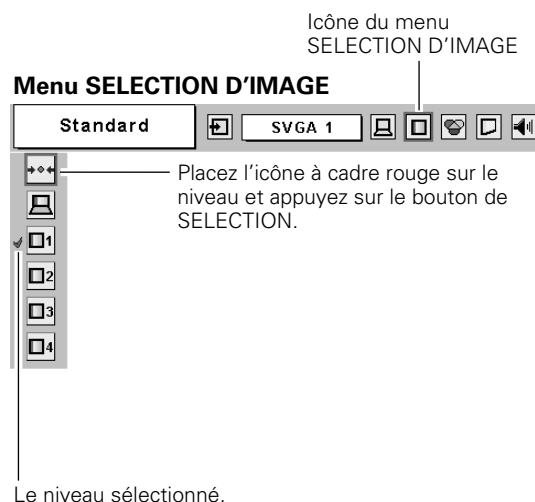 Icône du menu
SELECTION D'IMAGE
Menu SELECTION D'IMAGE
Standard
SVGA 1
Placez l'icône à cadre rouge sur le
niveau et appuyez sur le bouton de
SELECTION.
1
2
3
4
Le niveau sélectionné.